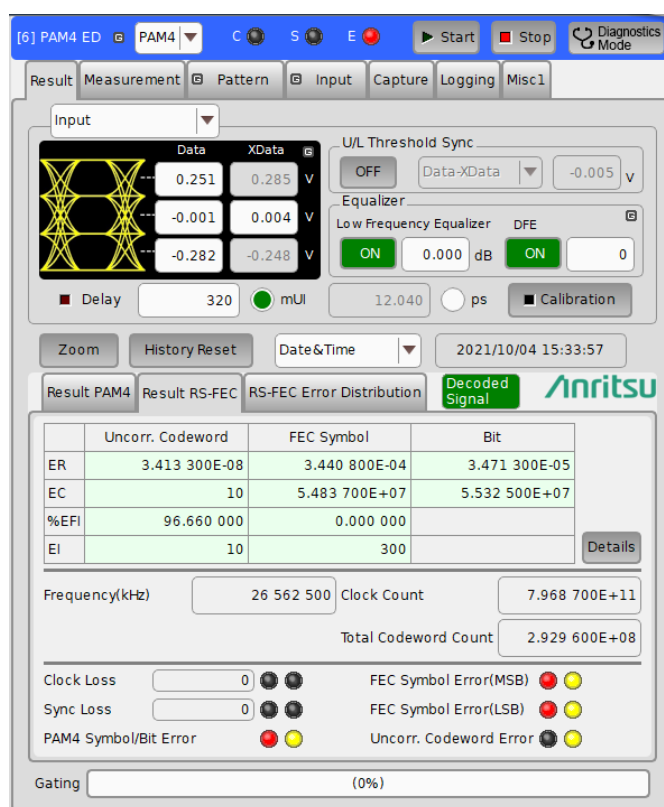 [6] PAM4 ED G PAM4 C S E Start Stop Diagnostics Mode
Result Measurement G Pattern G Input Capture Logging Misc1
Input
Data XData G
0.251 0.285 V
-0.001 0.004 V
-0.282 -0.248 V
U/L Threshold Sync
OFF Data-XData -0.005 V
Equalizer
Low Frequency Equalizer DFE G
ON 0.000 dB ON 0
Delay 320 mUI 12.040 ps Calibration
Zoom History Reset Date&Time 2021/10/04 15:33:57
Result PAM4 Result RS-FEC RS-FEC Error Distribution Decoded Signal Anritsu
Uncorr. Codeword FEC Symbol Bit
ER 3.413 300E-08 3.440 800E-04 3.471 300E-05
EC 10 5.483 700E+07 5.532 500E+07
%EFI 96.660 000 0.000 000
EI 10 300 Details
Frequency(kHz) 26 562 500 Clock Count 7.968 700E+11
Total Codeword Count 2.929 600E+08
Clock Loss 0 FEC Symbol Error(MSB)
Sync Loss 0 FEC Symbol Error(LSB)
PAM4 Symbol/Bit Error Uncorr. Codeword Error
Gating (0%)